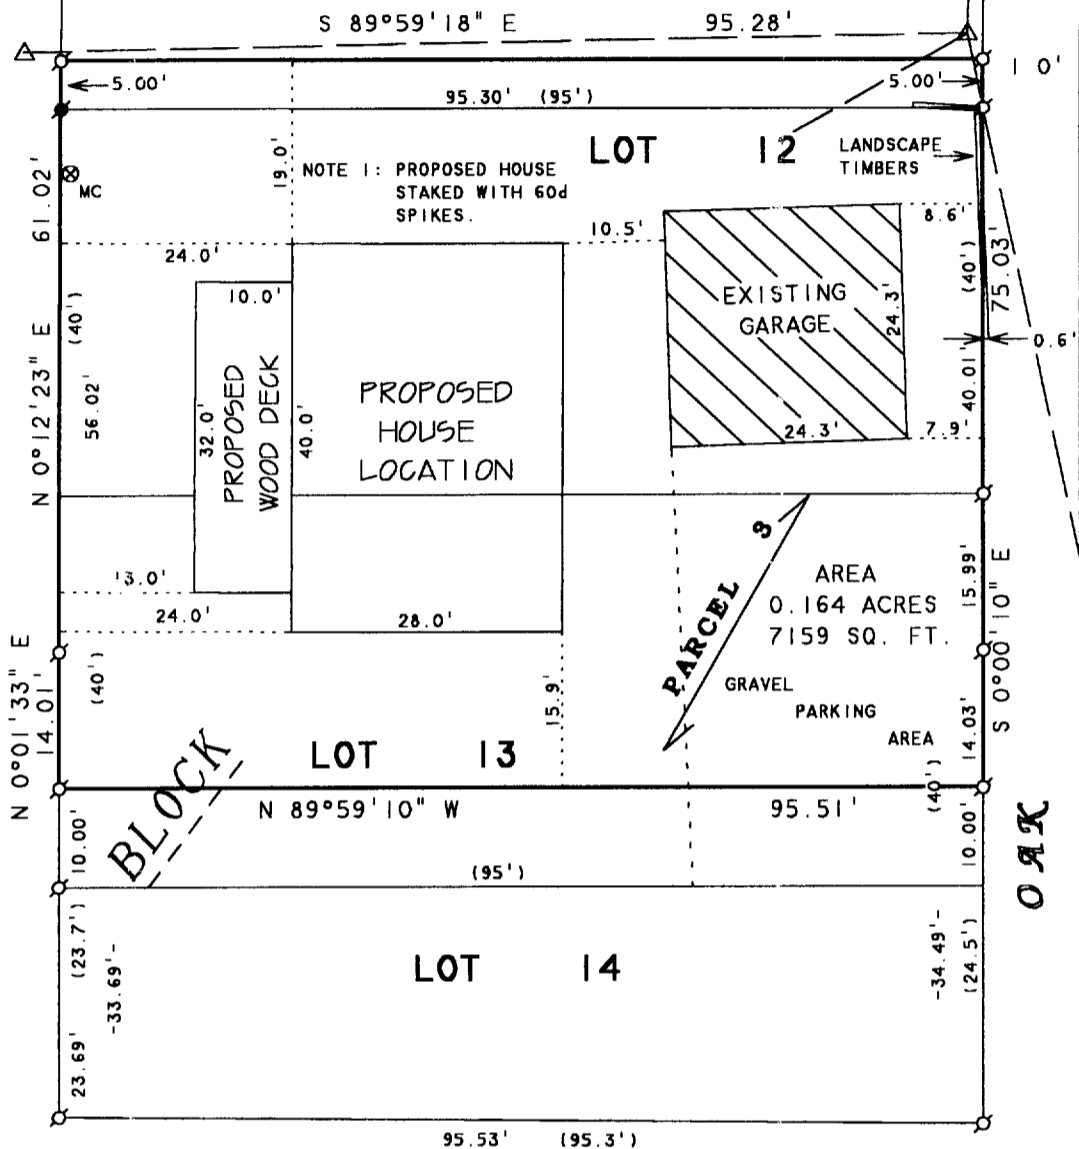 S 89°59'18" E 95.28'
10'
5.00' 5.00'
95.30' (95')
LOT 12
LANDSCAPE
TIMBERS
NOTE 1: PROPOSED HOUSE
STAKED WITH 60d
SPIKES.
19.0'
MC
61.02'
N 0°12'23" E
(40')
56.02'
24.0'
10.0'
10.5'
8.6'
(40')
75.03'
0.6'
EXISTING
GARAGE
24.3'
24.3'
7.9'
40.01'
32.0'
PROPOSED
WOOD DECK
40.0'
PROPOSED
HOUSE
LOCATION
13.0'
24.0'
28.0'
PARCEL 3
AREA
0.164 ACRES
7159 SQ. FT.
15.99'
S 0°00'10" E
N 0°01'33" E
14.01'
(40')
15.9'
GRAVEL
PARKING
AREA
14.03'
(40')
LOT 13
BLOCK
N 89°59'10" W 95.51'
10.00'
10.00'
OAK
(95')
(23.7')
-33.69'-
23.69'
LOT 14
-34.49'-
(24.5')
95.53' (95.3')